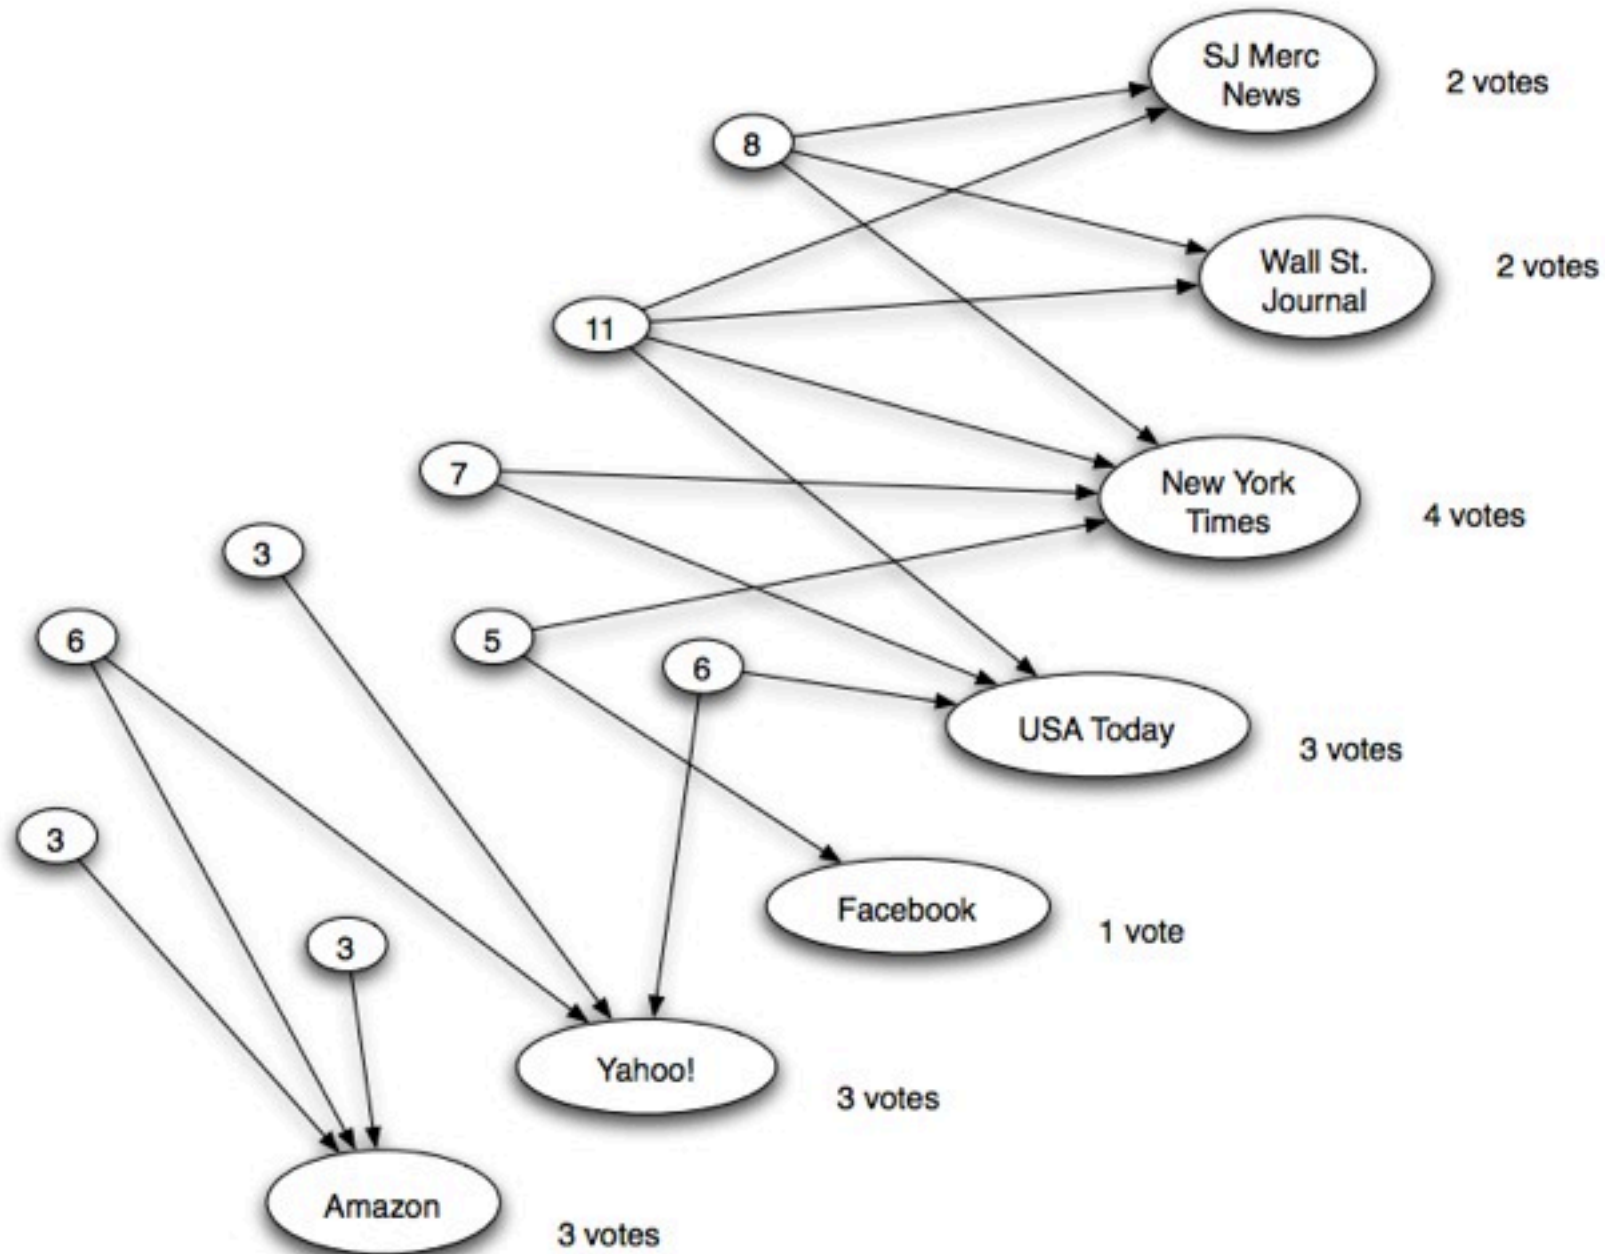 SJ Merc
News
2 votes
8
Wall St.
Journal
2 votes
11
7
New York
Times
4 votes
3
6
5
6
USA Today
3 votes
3
Facebook
1 vote
3
Yahoo!
3 votes
Amazon
3 votes